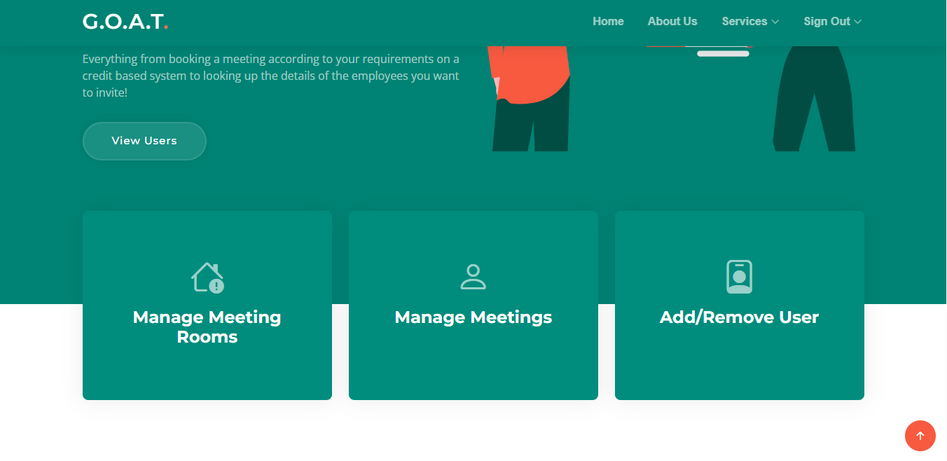 G.O.A.T.
Home About Us Services Sign Out
Everything from booking a meeting according to your requirements on a
credit based system to looking up the details of the employees you want
to invite!
View Users
Manage Meeting
Rooms
Manage Meetings
Add/Remove User